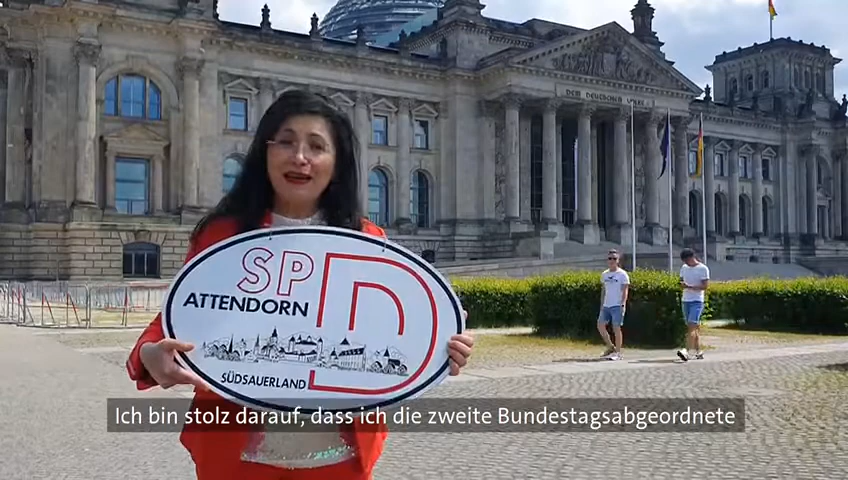 DEM DEUTSCHEN VOLKE
SPD
ATTENDORN
SÜDSAUERLAND
Ich bin stolz darauf, dass ich die zweite Bundestagsabgeordnete